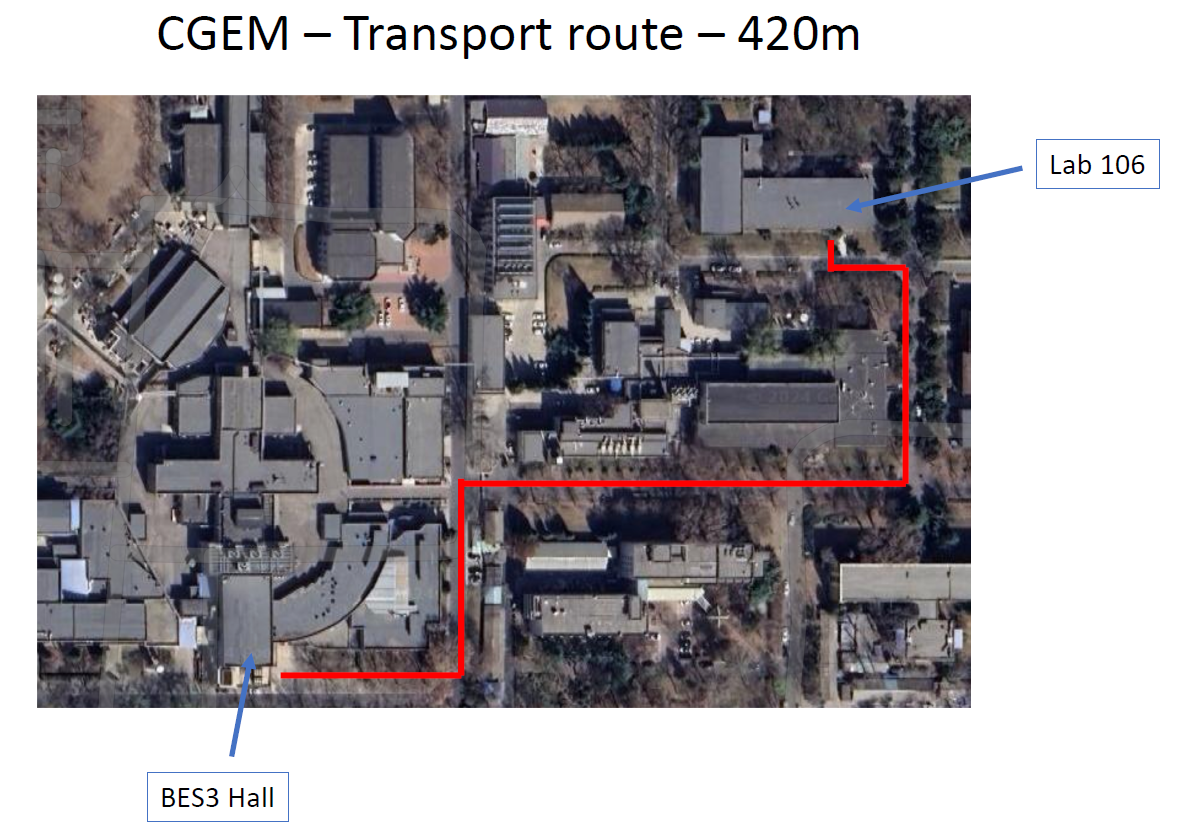 CGEM – Transport route – 420m
Lab 106
BES3 Hall